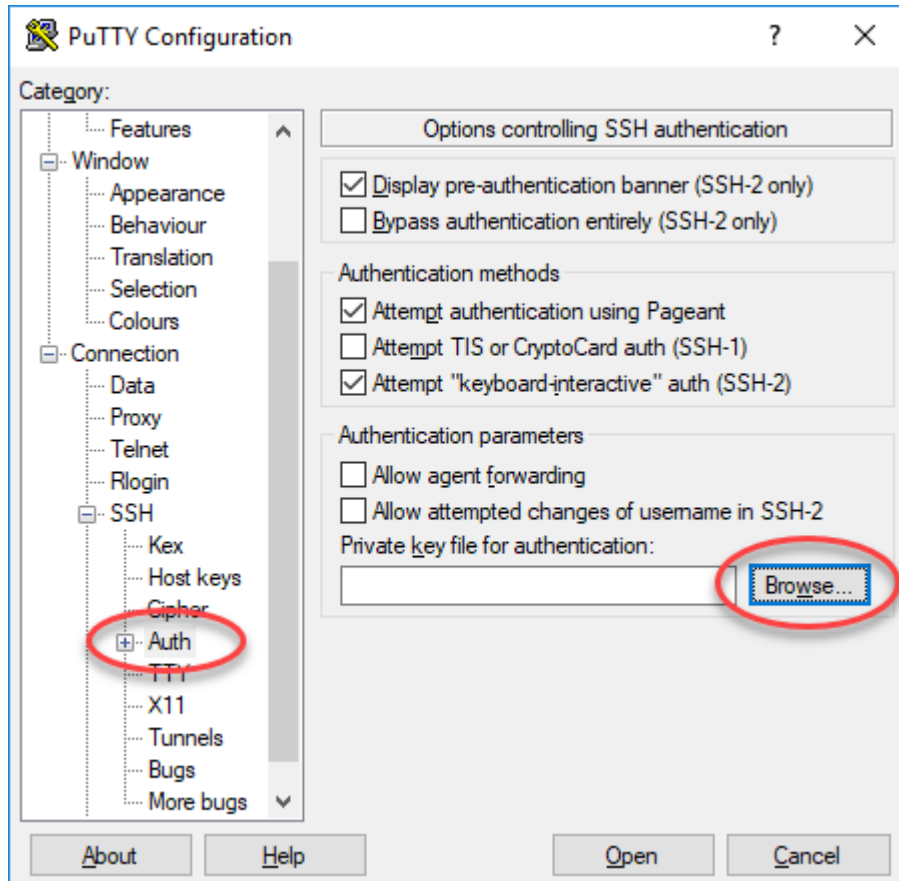 PuTTY Configuration
?
Category:
Features
Window
Appearance
Behaviour
Translation
Selection
Colours
Connection
Data
Proxy
Telnet
Rlogin
SSH
Kex
Host keys
Cipher
Auth
TTY
X11
Tunnels
Bugs
More bugs
Options controlling SSH authentication
Display pre-authentication banner (SSH-2 only)
Bypass authentication entirely (SSH-2 only)
Authentication methods
Attempt authentication using Pageant
Attempt TIS or CryptoCard auth (SSH-1)
Attempt "keyboard-interactive" auth (SSH-2)
Authentication parameters
Allow agent forwarding
Allow attempted changes of username in SSH-2
Private key file for authentication:
Browse...
About
Help
Open
Cancel